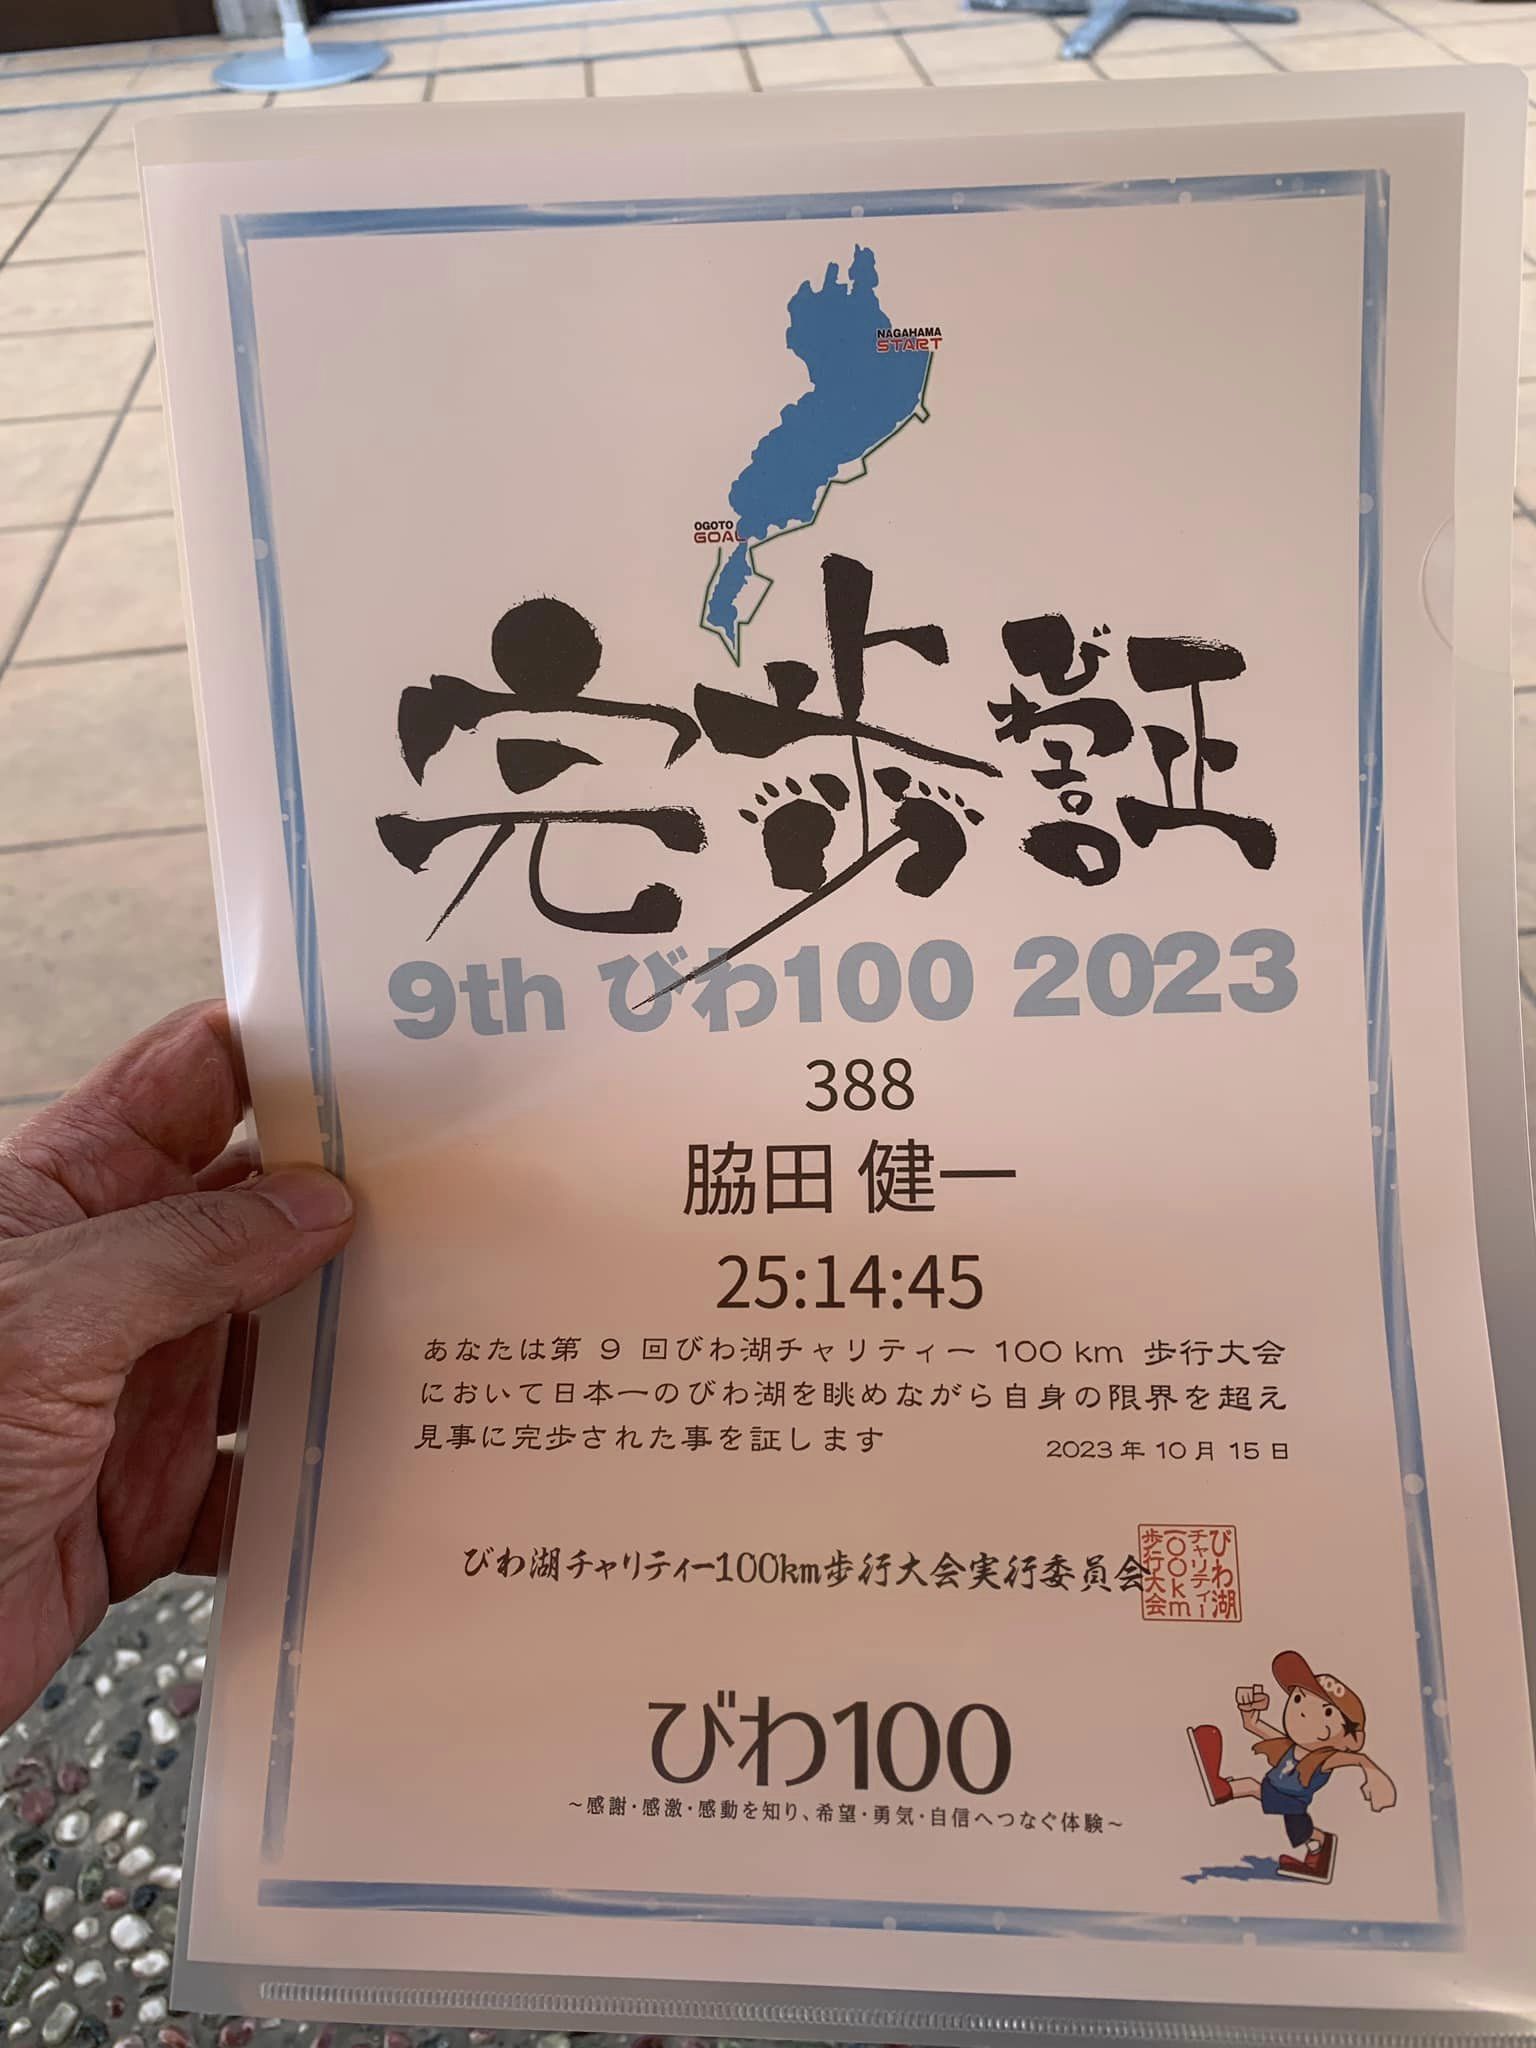 NAGAHAMA
START
OGOTO
GOAL
完歩証
びわ
9th びわ100 2023
388
脇田 健一
25:14:45
あなたは第 9 回びわ湖チャリティー 100 km 歩行大会
において日本一のびわ湖を眺めながら自身の限界を超え
見事に完歩された事を証します
2023 年 10 月 15 日
びわ湖チャリティー100km歩行大会実行委員会
びわ湖
チャリティー
一〇〇km
歩行大会
100
びわ100
~感謝・感激・感動を知り、希望・勇気・自信へつなぐ体験~